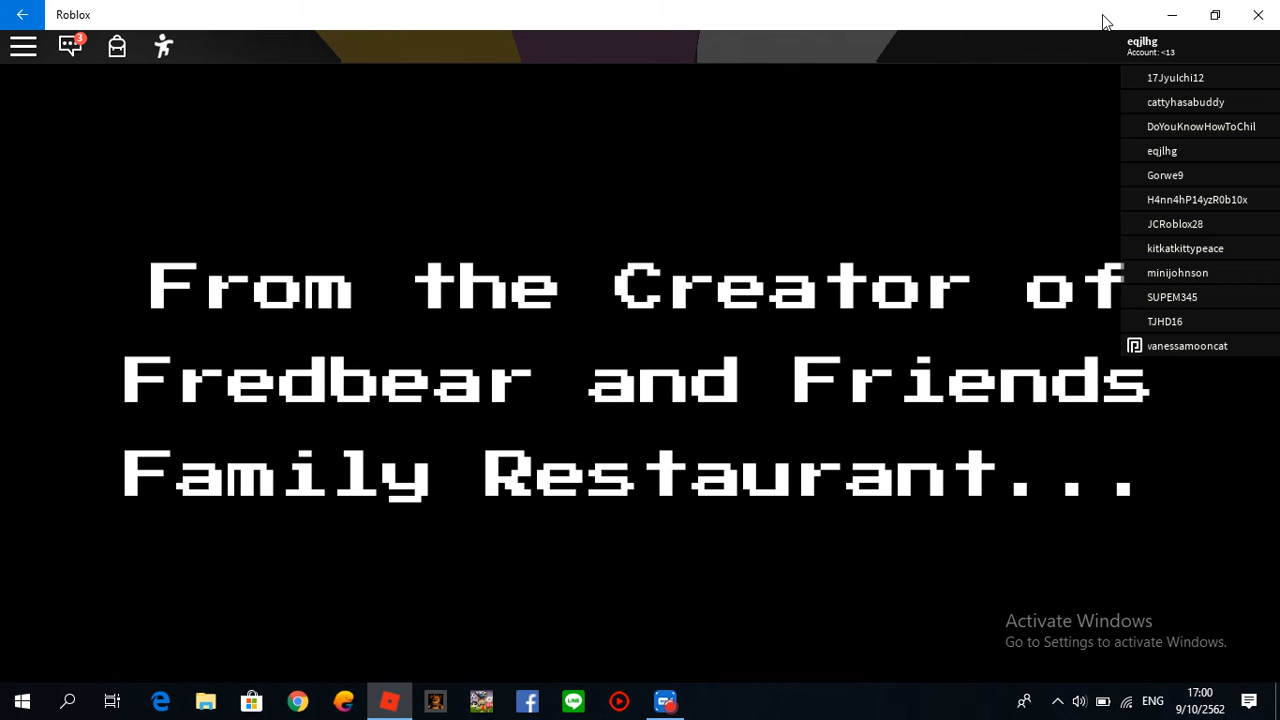 Roblox
3
eqjlhg
Account: <13
17JyuIchi12
cattyhasabuddy
DoYouKnowHowToChil
eqjlhg
Gorwe9
H4nn4hP14yzR0b10x
JCRoblox28
kitkatkittypeace
minijohnson
SUPEM345
TJHD16
vanessamooncat
From the Creator of
Fredbear and Friends
Family Restaurant...
Activate Windows
Go to Settings to activate Windows.
LINE
ENG
17:00
9/10/2562